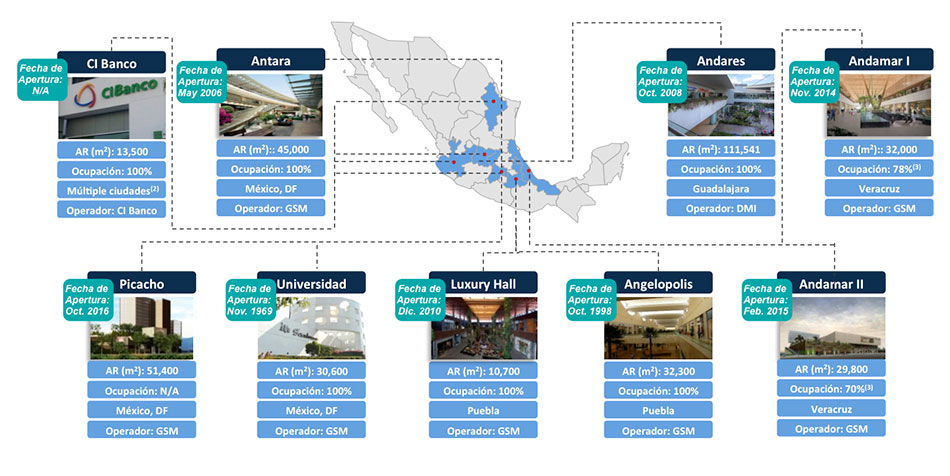 CI Banco
Fecha de
Apertura:
N/A
CIBanco
AR (m²): 13,500
Ocupación: 100%
Múltiple ciudades(2)
Operador: CI Banco
Antara
Fecha de
Apertura:
May 2006
AR (m²):: 45,000
Ocupación: 100%
México, DF
Operador: GSM
Andares
Fecha de
Apertura:
Oct. 2008
AR (m²): 111,541
Ocupación: 100%
Guadalajara
Operador: DMI
Andamar I
Fecha de
Apertura:
Nov. 2014
AR (m²): 32,000
Ocupación: 78%(3)
Veracruz
Operador: GSM
Picacho
Fecha de
Apertura:
Oct. 2016
AR (m²): 51,400
Ocupación: N/A
México, DF
Operador: GSM
Universidad
Fecha de
Apertura:
Nov. 1969
AR (m²): 30,600
Ocupación: 100%
México, DF
Operador: GSM
Luxury Hall
Fecha de
Apertura:
Dic. 2010
AR (m²): 10,700
Ocupación: 100%
Puebla
Operador: GSM
Angelopolis
Fecha de
Apertura:
Oct. 1998
AR (m²): 32,300
Ocupación: 100%
Puebla
Operador: GSM
Andamar II
Fecha de
Apertura:
Feb. 2015
AR (m²): 29,800
Ocupación: 70%(3)
Veracruz
Operador: GSM